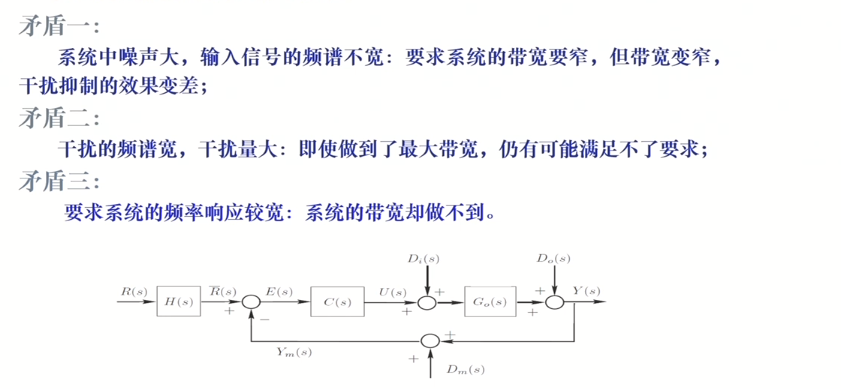 矛盾一：
系统中噪声大，输入信号的频谱不宽：要求系统的带宽要窄，但带宽变窄，
干扰抑制的效果变差；
矛盾二：
干扰的频谱宽，干扰量大：即使做到了最大带宽，仍有可能满足不了要求；
矛盾三：
要求系统的频率响应较宽：系统的带宽却做不到。
D_i(s) D_o(s)
R(s) H(s) R̅(s) + − E(s) C(s) U(s) + + G_o(s) + + Y(s)
Y_m(s) + +
D_m(s)